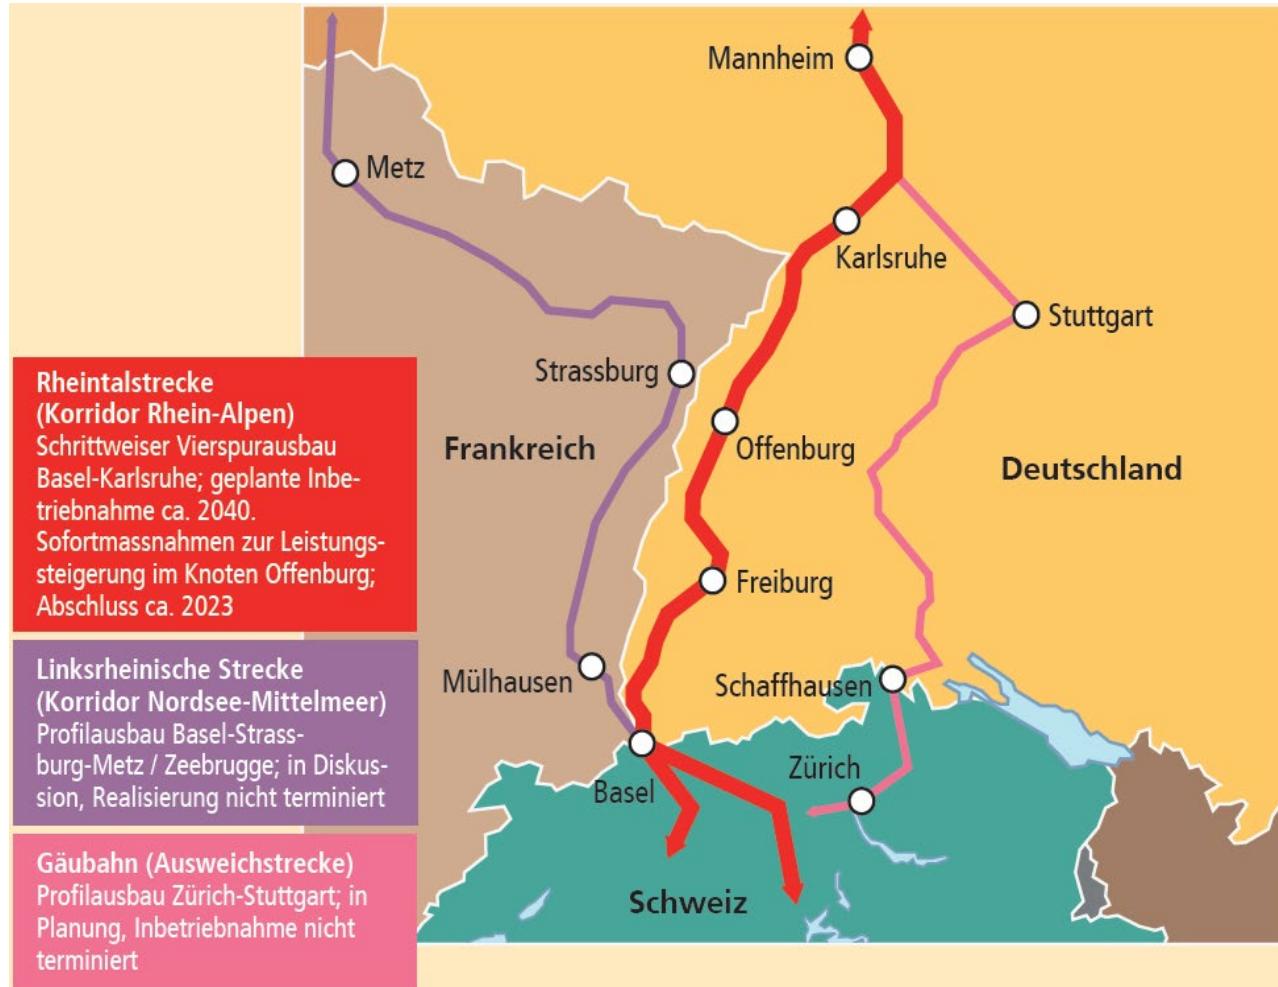 Mannheim
Metz
Karlsruhe
Stuttgart
Strassburg
Frankreich
Offenburg
Deutschland
Freiburg
Mülhausen
Schaffhausen
Basel
Zürich
Schweiz
Rheintalstrecke
(Korridor Rhein-Alpen)
Schrittweiser Vierspurausbau
Basel-Karlsruhe; geplante Inbe-
triebnahme ca. 2040.
Sofortmassnahmen zur Leistungs-
steigerung im Knoten Offenburg;
Abschluss ca. 2023
Linksrheinische Strecke
(Korridor Nordsee-Mittelmeer)
Profilausbau Basel-Strass-
burg-Metz / Zeebrugge; in Diskus-
sion, Realisierung nicht terminiert
Gäubahn (Ausweichstrecke)
Profilausbau Zürich-Stuttgart; in
Planung, Inbetriebnahme nicht
terminiert